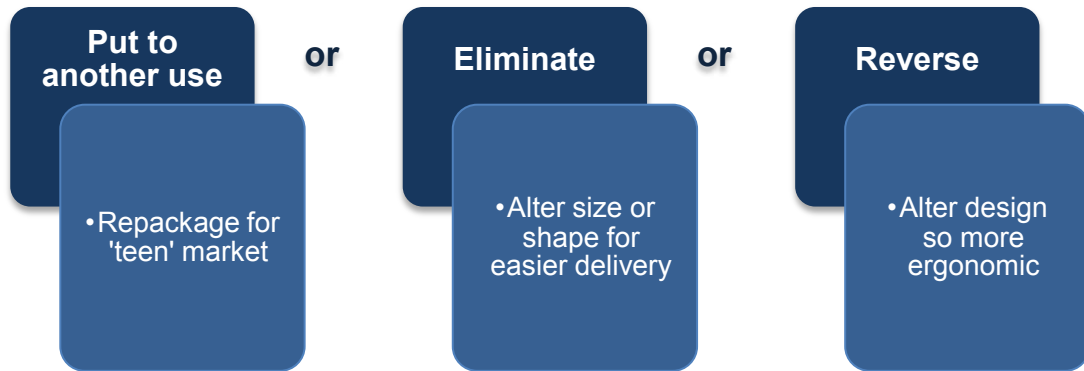 Put to
another use
•Repackage for
'teen' market
or
Eliminate
•Alter size or
shape for
easier delivery
or
Reverse
•Alter design
so more
ergonomic